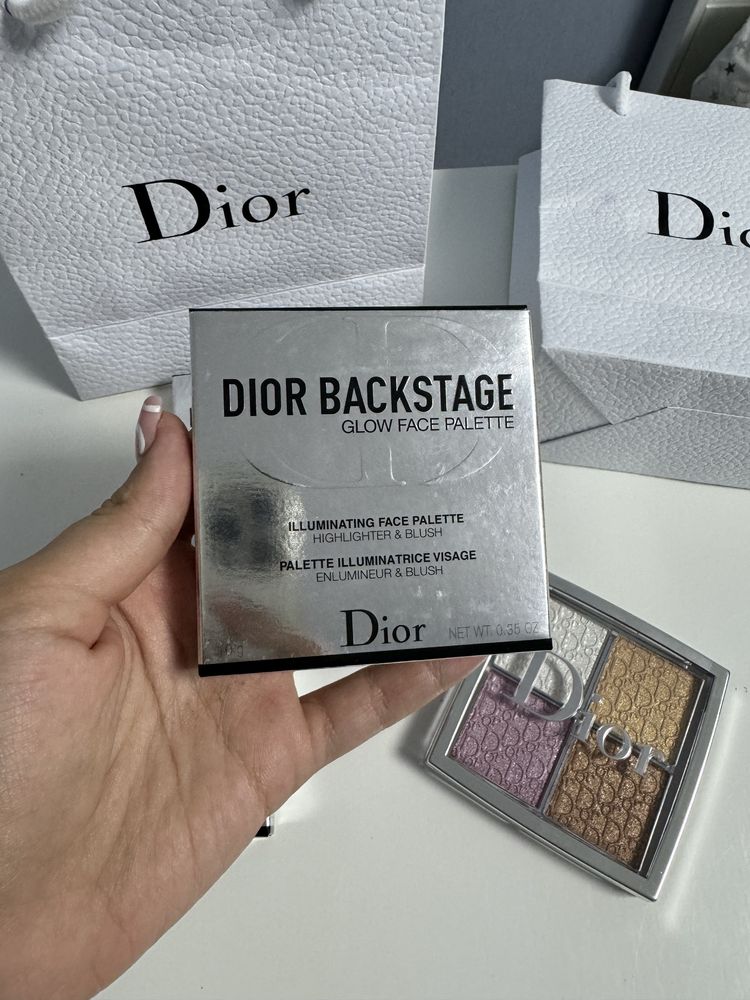 Dior
Dio
DIOR BACKSTAGE
GLOW FACE PALETTE
ILLUMINATING FACE PALETTE
HIGHLIGHTER & BLUSH
PALETTE ILLUMINATRICE VISAGE
ENLUMINEUR & BLUSH
Dior
NET WT. 0.35 OZ
Dior